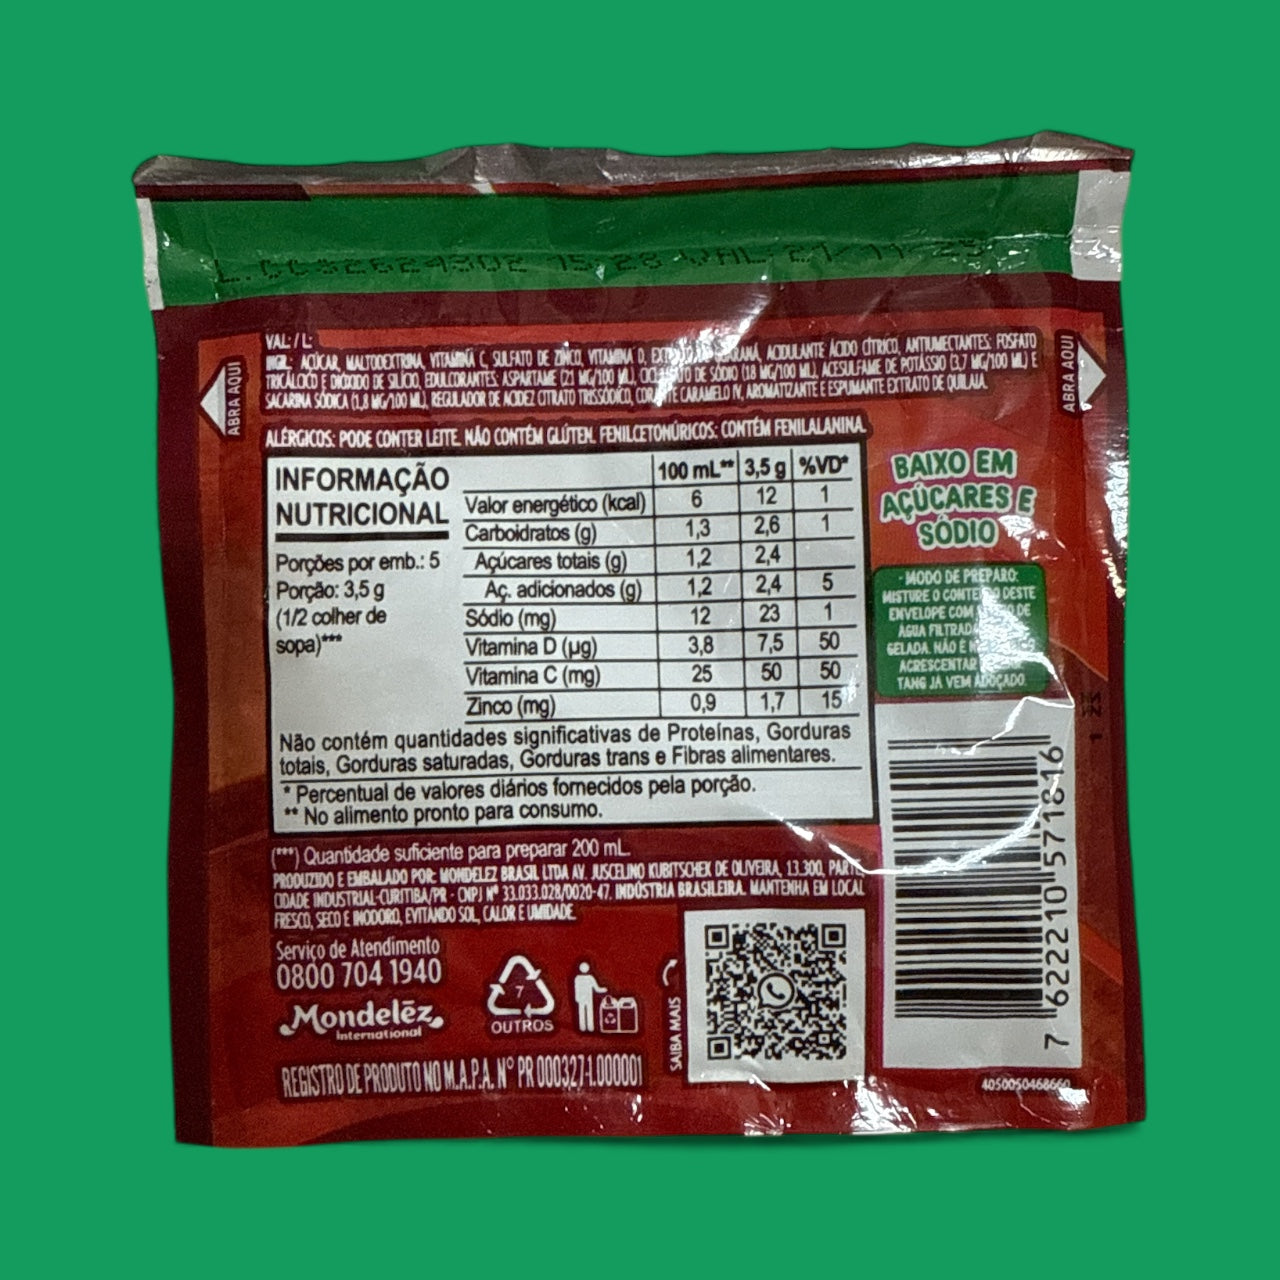 15:28 VAL 21/11/25
VAL: / L:
INGR.: AÇÚCAR, MALTODEXTRINA, VITAMINA C, SULFATO DE ZINCO, VITAMINA D, GUARANÁ, ACIDULANTE ÁCIDO CÍTRICO, ANTIUMECTANTES: FOSFATO
TRICÁLCICO E DIÓXIDO DE SILÍCIO, EDULCORANTES: ASPARTAME (21 MG/100 ML), DE SÓDIO (18 MG/100 ML), ACESULFAME DE POTÁSSIO (3,7 MG/100 ML) E
SACARINA SÓDICA (1,8 MG/100 ML), REGULADOR DE ACIDEZ CITRATO TRISSÓDICO, CARAMELO IV, AROMATIZANTE E ESPUMANTE EXTRATO DE QUILAIA.
ABRA AQUI
ABRA AQUI
ALÉRGICOS: PODE CONTER LEITE. NÃO CONTÉM GLÚTEN. FENILCETONÚRICOS: CONTÉM FENILALANINA.
INFORMAÇÃO
NUTRICIONAL
Porções por emb.: 5
Porção: 3,5 g
(1/2 colher de
sopa)***
100 mL** 3,5 g %VD*
Valor energético (kcal) 6 12 1
Carboidratos (g) 1,3 2,6 1
Açúcares totais (g) 1,2 2,4
Aç. adicionados (g) 1,2 2,4 5
Sódio (mg) 12 23 1
Vitamina D (µg) 3,8 7,5 50
Vitamina C (mg) 25 50 50
Zinco (mg) 0,9 1,7 15
Não contém quantidades significativas de Proteínas, Gorduras
totais, Gorduras saturadas, Gorduras trans e Fibras alimentares.
* Percentual de valores diários fornecidos pela porção.
** No alimento pronto para consumo.
(***) Quantidade suficiente para preparar 200 mL.
PRODUZIDO E EMBALADO POR: MONDELEZ BRASIL LTDA AV. JUSCELINO KUBITSCHEK DE OLIVEIRA, 13.300, PARTE
CIDADE INDUSTRIAL-CURITIBA/PR - CNPJ Nº 33.033.028/0020-47. INDÚSTRIA BRASILEIRA. MANTENHA EM LOCAL
FRESCO, SECO E INODORO, EVITANDO SOL, CALOR E UMIDADE.
Serviço de Atendimento
0800 704 1940
Mondelēz
International
7
OUTROS
SAIBA MAIS
REGISTRO DE PRODUTO NO M.A.P.A. Nº PR 000327-1.000001
BAIXO EM
AÇÚCARES E
SÓDIO
- MODO DE PREPARO:
MISTURE O CONTEÚDO DESTE
ENVELOPE COM DE
ÁGUA FILTRADA
GELADA. NÃO É
ACRESCENTAR
TANG JÁ VEM ADOÇADO.
7 622210 571816
4050050468660